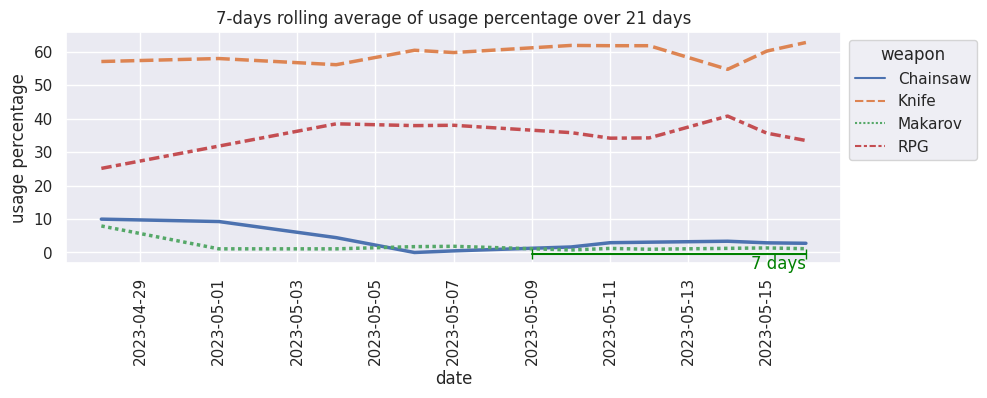 7-days rolling average of usage percentage over 21 days
usage percentage
60
50
40
30
20
10
0
weapon
Chainsaw
Knife
Makarov
RPG
7 days
2023-04-29
2023-05-01
2023-05-03
2023-05-05
2023-05-07
2023-05-09
2023-05-11
2023-05-13
2023-05-15
date